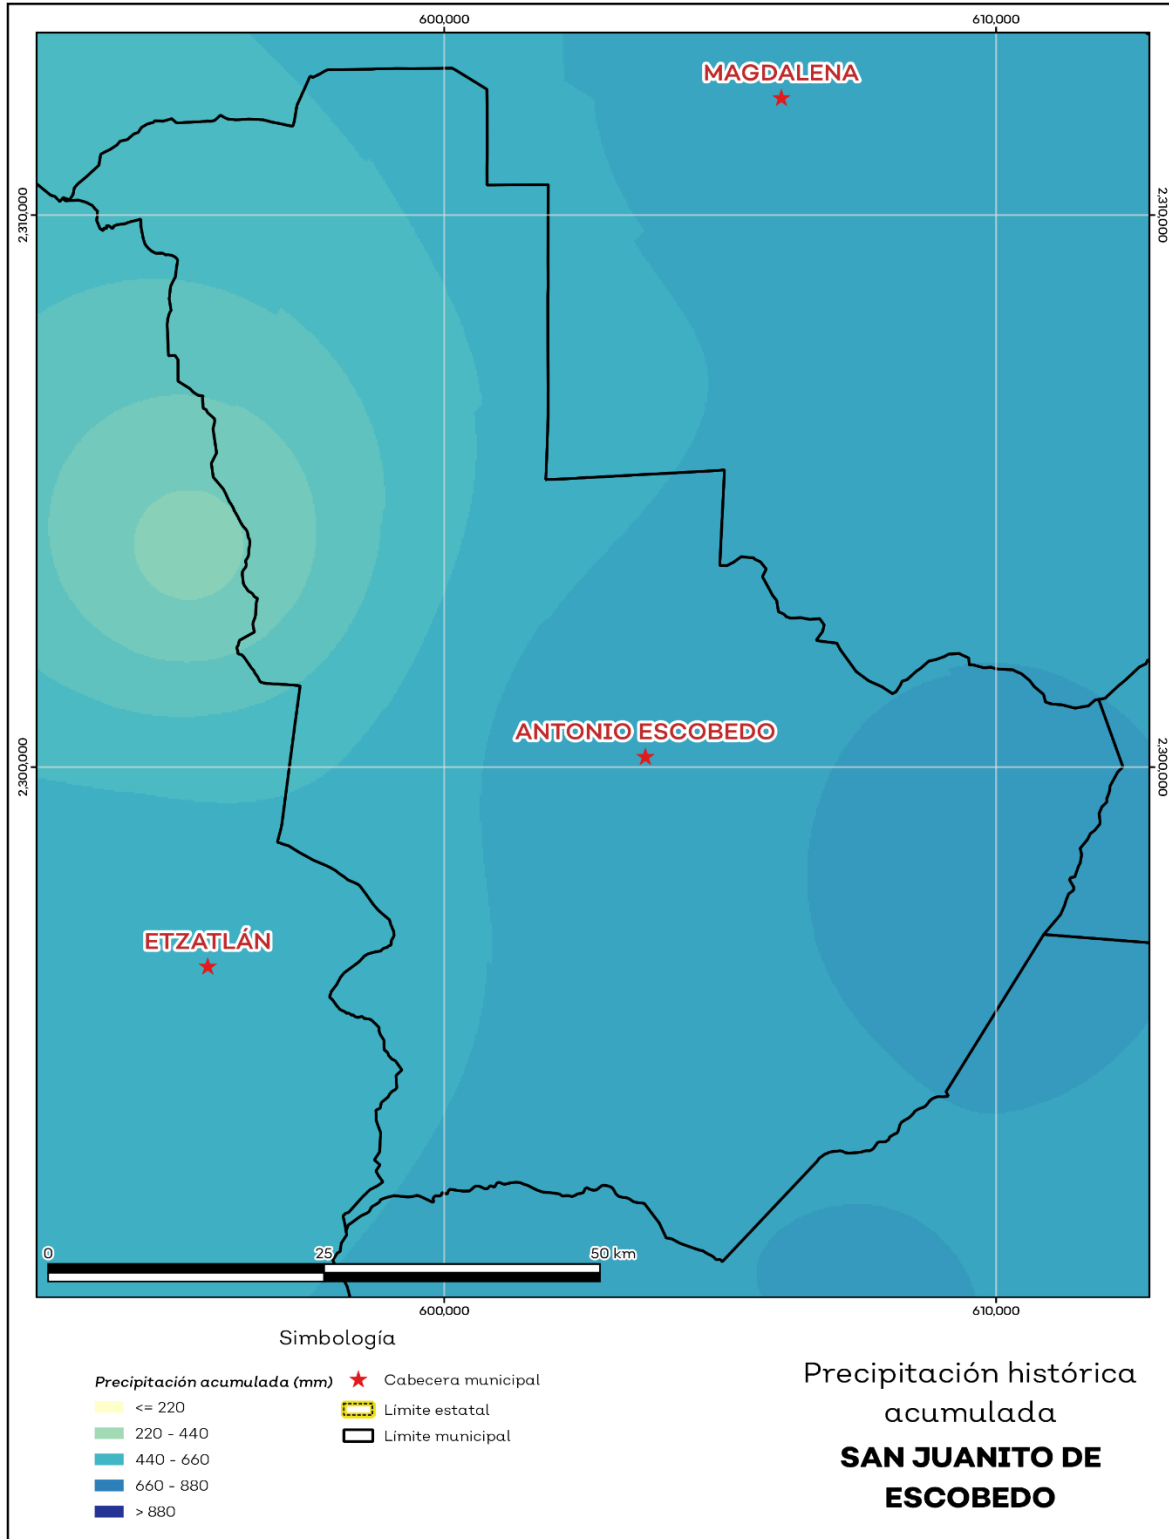 600,000
610,000
MAGDALENA
2,310,000
2,310,000
ANTONIO ESCOBEDO
2,300,000
2,300,000
ETZATLÁN
0
25
50 km
600,000
610,000
Simbología
Precipitación acumulada (mm)
<= 220
220 - 440
440 - 660
660 - 880
> 880
Cabecera municipal
Límite estatal
Límite municipal
Precipitación histórica
acumulada
SAN JUANITO DE
ESCOBEDO